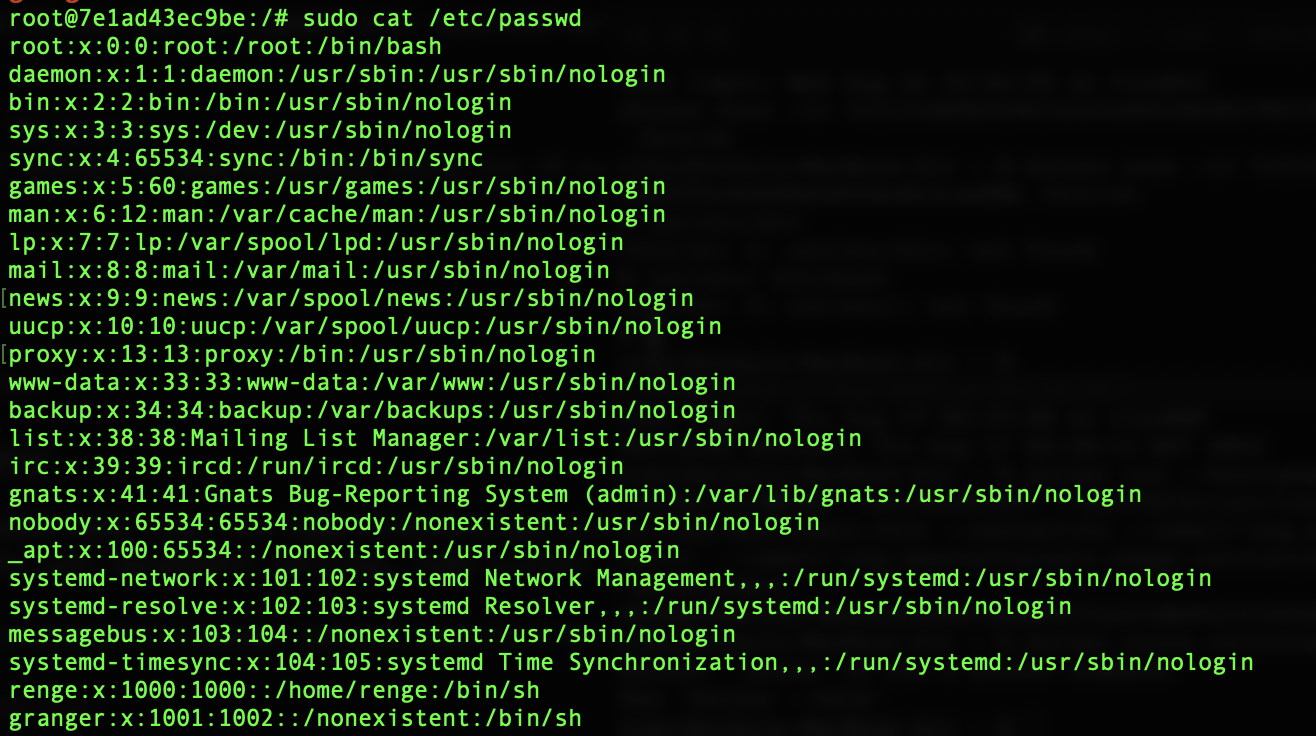 root@7e1ad43ec9be:/# sudo cat /etc/passwd
root:x:0:0:root:/root:/bin/bash
daemon:x:1:1:daemon:/usr/sbin:/usr/sbin/nologin
bin:x:2:2:bin:/bin:/usr/sbin/nologin
sys:x:3:3:sys:/dev:/usr/sbin/nologin
sync:x:4:65534:sync:/bin:/bin/sync
games:x:5:60:games:/usr/games:/usr/sbin/nologin
man:x:6:12:man:/var/cache/man:/usr/sbin/nologin
lp:x:7:7:lp:/var/spool/lpd:/usr/sbin/nologin
mail:x:8:8:mail:/var/mail:/usr/sbin/nologin
[news:x:9:9:news:/var/spool/news:/usr/sbin/nologin
uucp:x:10:10:uucp:/var/spool/uucp:/usr/sbin/nologin
[proxy:x:13:13:proxy:/bin:/usr/sbin/nologin
www-data:x:33:33:www-data:/var/www:/usr/sbin/nologin
backup:x:34:34:backup:/var/backups:/usr/sbin/nologin
list:x:38:38:Mailing List Manager:/var/list:/usr/sbin/nologin
irc:x:39:39:ircd:/run/ircd:/usr/sbin/nologin
gnats:x:41:41:Gnats Bug-Reporting System (admin):/var/lib/gnats:/usr/sbin/nologin
nobody:x:65534:65534:nobody:/nonexistent:/usr/sbin/nologin
_apt:x:100:65534::/nonexistent:/usr/sbin/nologin
systemd-network:x:101:102:systemd Network Management,,,:/run/systemd:/usr/sbin/nologin
systemd-resolve:x:102:103:systemd Resolver,,,:/run/systemd:/usr/sbin/nologin
messagebus:x:103:104::/nonexistent:/usr/sbin/nologin
systemd-timesync:x:104:105:systemd Time Synchronization,,,:/run/systemd:/usr/sbin/nologin
renge:x:1000:1000::/home/renge:/bin/sh
granger:x:1001:1002::/nonexistent:/bin/sh